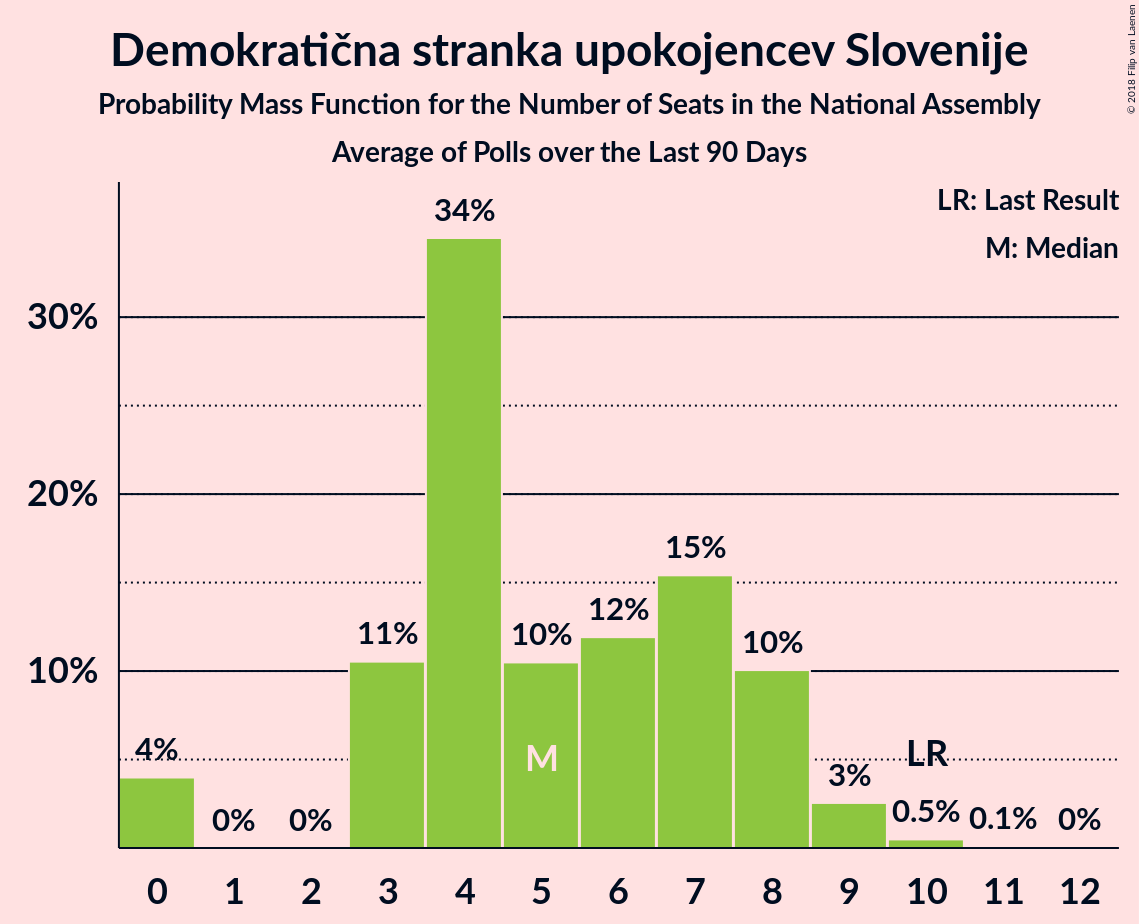 Demokratična stranka upokojencev Slovenije
Probability Mass Function for the Number of Seats in the National Assembly
Average of Polls over the Last 90 Days
© 2018 Filip van Laenen
LR: Last Result
M: Median
34%
30%
20%
15%
12%
11%
10%
10%
10%
M
LR
4%
0%
0%
3%
0.5%
0.1%
0%
0 1 2 3 4 5 6 7 8 9 10 11 12